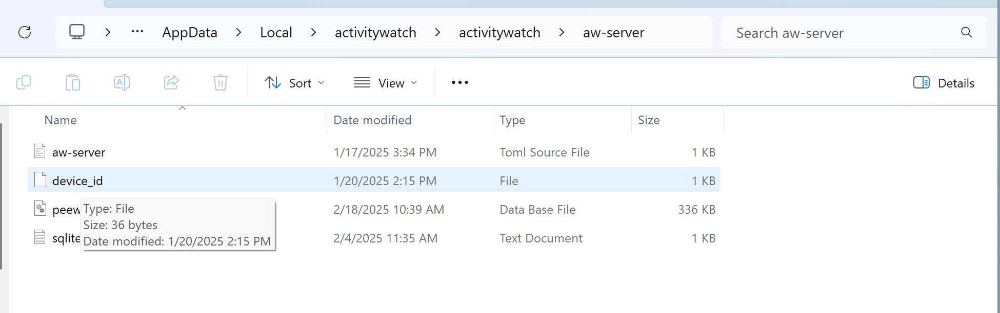 AppData Local activitywatch activitywatch aw-server Search aw-server
Sort View Details
Name Date modified Type Size
aw-server 1/17/2025 3:34 PM Toml Source File 1 KB
device_id 1/20/2025 2:15 PM File 1 KB
peew 2/18/2025 10:39 AM Data Base File 336 KB
sqlite 2/4/2025 11:35 AM Text Document 1 KB
Type: File
Size: 36 bytes
Date modified: 1/20/2025 2:15 PM